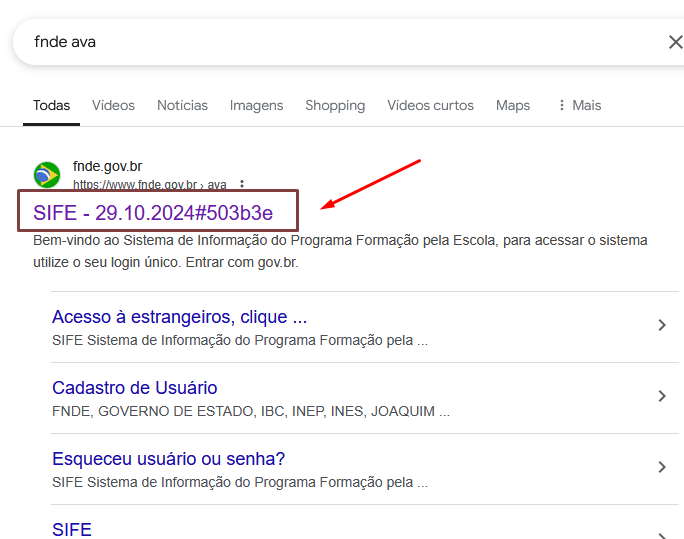 fnde ava
Todas Vídeos Notícias Imagens Shopping Vídeos curtos Maps Mais
fnde.gov.br
https://www.fnde.gov.br › ava
SIFE - 29.10.2024#503b3e
Bem-vindo ao Sistema de Informação do Programa Formação pela Escola, para acessar o sistema
utilize o seu login único. Entrar com gov.br.
Acesso à estrangeiros, clique ...
SIFE Sistema de Informação do Programa Formação pela ...
Cadastro de Usuário
FNDE, GOVERNO DE ESTADO, IBC, INEP, INES, JOAQUIM ...
Esqueceu usuário ou senha?
SIFE Sistema de Informação do Programa Formação pela ...
SIFE